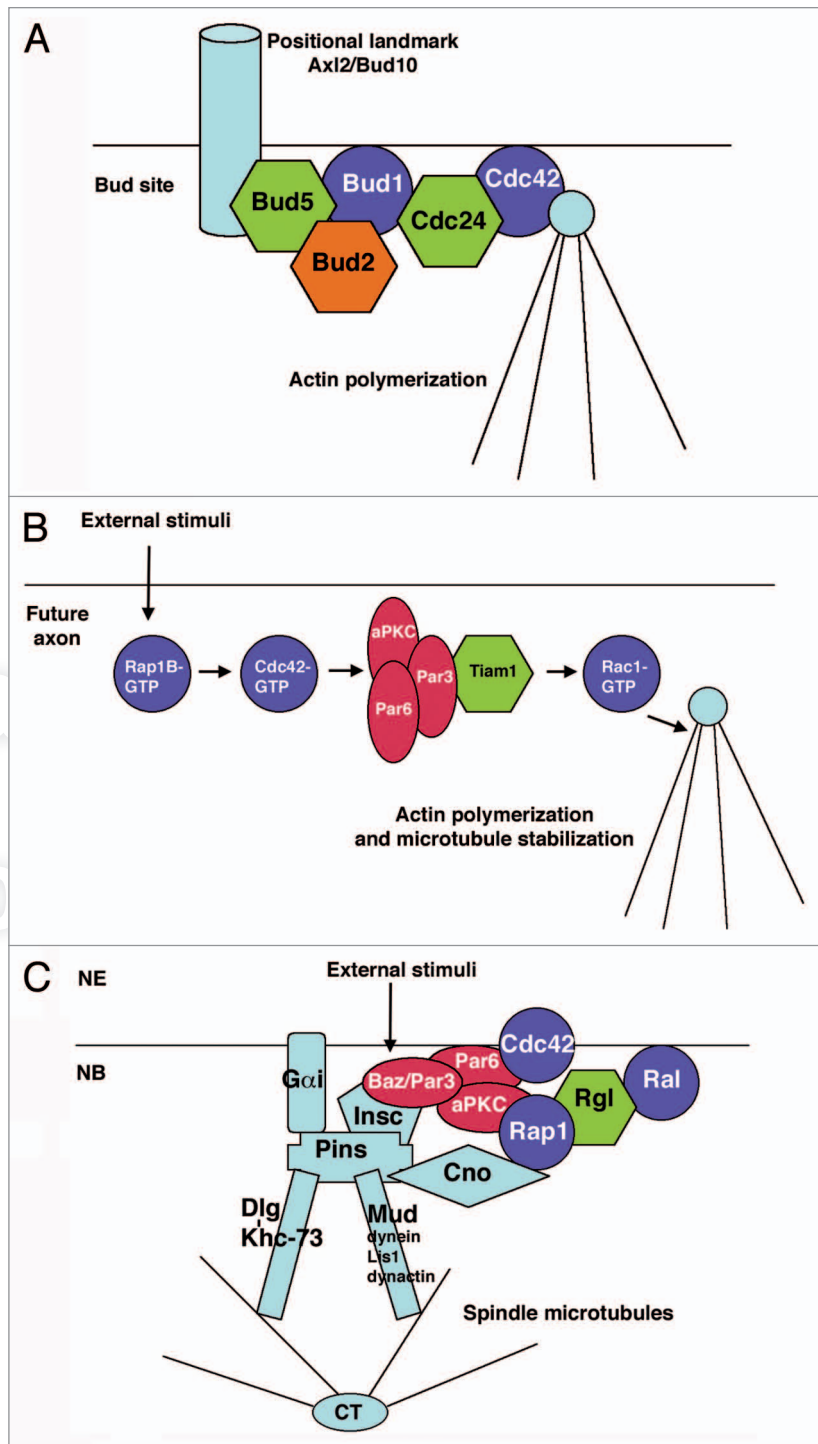 A
Positional landmark
Axl2/Bud10
Bud site
Bud5
Bud1
Cdc24
Cdc42
Bud2
Actin polymerization
B
External stimuli
Future
axon
Rap1B-
GTP
Cdc42-
GTP
aPKC
Par3
Par6
Tiam1
Rac1-
GTP
Actin polymerization
and microtubule stabilization
C
NE
External stimuli
NB
Gαi
Baz/Par3
Par6
Cdc42
aPKC
Insc
Rap1
Rgl
Ral
Pins
Cno
Dlg
Khc-73
Mud
dynein
Lis1
dynactin
Spindle microtubules
CT